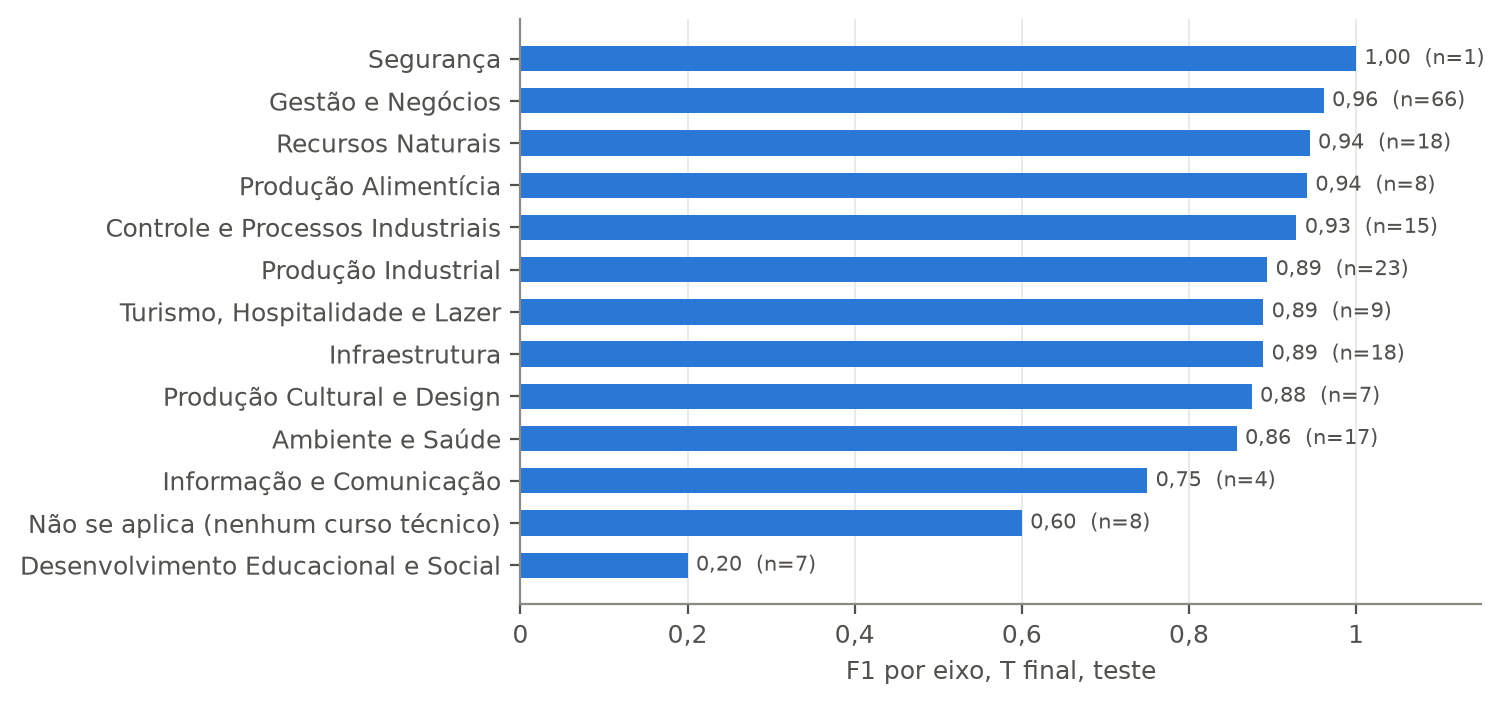 Segurança 1,00 (n=1)
Gestão e Negócios 0,96 (n=66)
Recursos Naturais 0,94 (n=18)
Produção Alimentícia 0,94 (n=8)
Controle e Processos Industriais 0,93 (n=15)
Produção Industrial 0,89 (n=23)
Turismo, Hospitalidade e Lazer 0,89 (n=9)
Infraestrutura 0,89 (n=18)
Produção Cultural e Design 0,88 (n=7)
Ambiente e Saúde 0,86 (n=17)
Informação e Comunicação 0,75 (n=4)
Não se aplica (nenhum curso técnico) 0,60 (n=8)
Desenvolvimento Educacional e Social 0,20 (n=7)
0 0,2 0,4 0,6 0,8 1
F1 por eixo, T final, teste